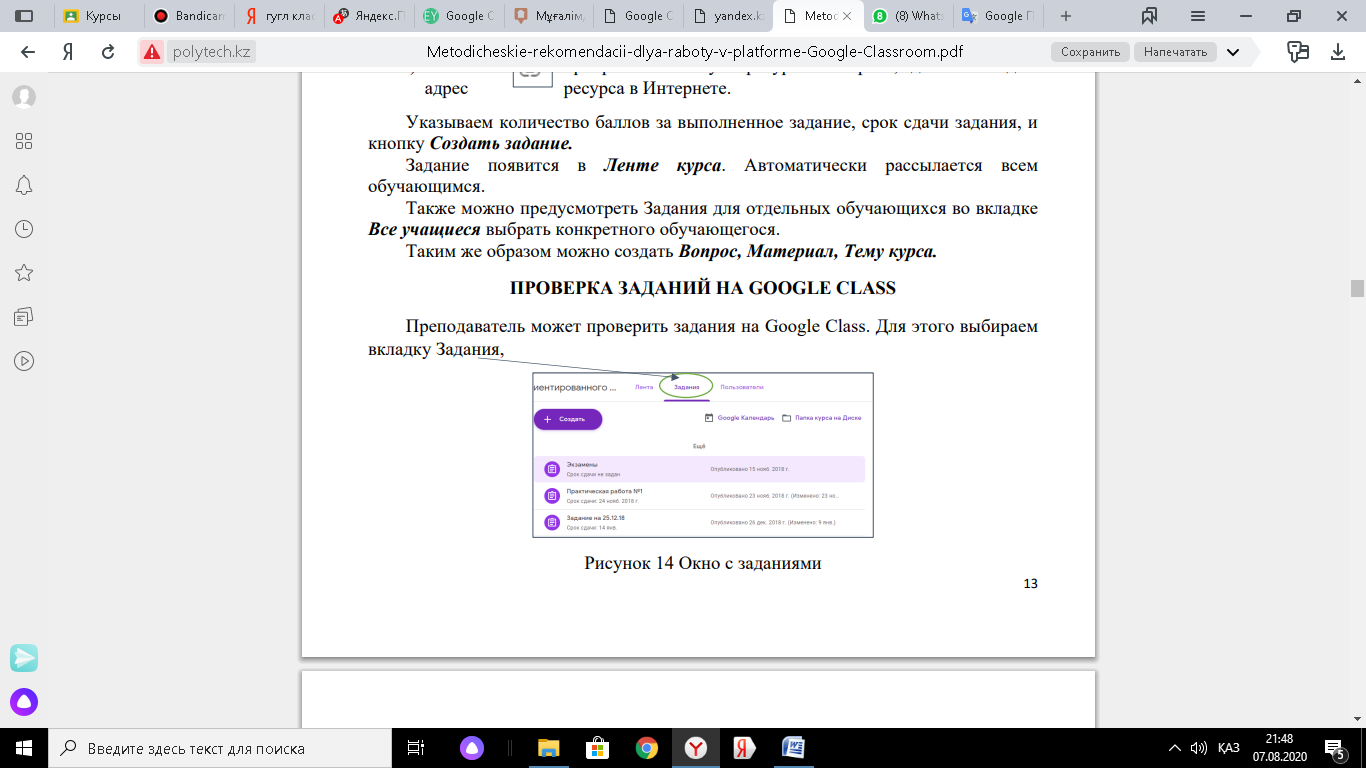 Курсы
Bandicam
гугл клас
Яндекс.П
Google C
Мұғалім,
Google C
yandex.k
Metod
(8) Whats
Google П
polytech.kz
Metodicheskie-rekomendacii-dlya-raboty-v-platforme-Google-Classroom.pdf
Сохранить
Напечатать
адрес ресурса в Интернете.
Указываем количество баллов за выполненное задание, срок сдачи задания, и
кнопку Создать задание.
Задание появится в Ленте курса. Автоматически рассылается всем
обучающимся.
Также можно предусмотреть Задания для отдельных обучающихся во вкладке
Все учащиеся выбрать конкретного обучающегося.
Таким же образом можно создать Вопрос, Материал, Тему курса.
ПРОВЕРКА ЗАДАНИЙ НА GOOGLE CLASS
Преподаватель может проверить задания на Google Class. Для этого выбираем
вкладку Задания,
иентированного ... Лента Задания Пользователи
Создать Google Календарь Папка курса на Диске
Ещё
Экзамены
Срок сдачи не задан
Опубликовано 15 нояб. 2018 г.
Практическая работа №1
Срок сдачи: 24 нояб. 2018 г.
Опубликовано 23 нояб. 2018 г. (Изменено: 23 но...
Задание на 25.12.18
Срок сдачи: 14 янв.
Опубликовано 26 дек. 2018 г. (Изменено: 9 янв.)
Рисунок 14 Окно с заданиями
13
Введите здесь текст для поиска
ҚАЗ
21:48
07.08.2020
5